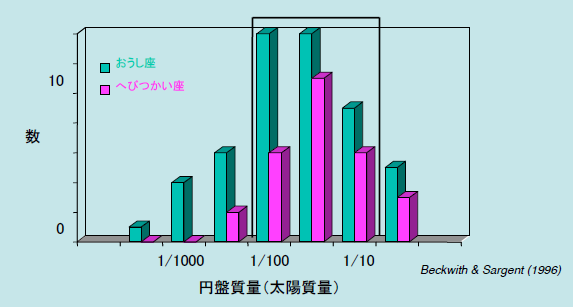 おうし座
へびつかい座
10
数
0
1/1000 1/100 1/10
円盤質量(太陽質量)
Beckwith & Sargent (1996)